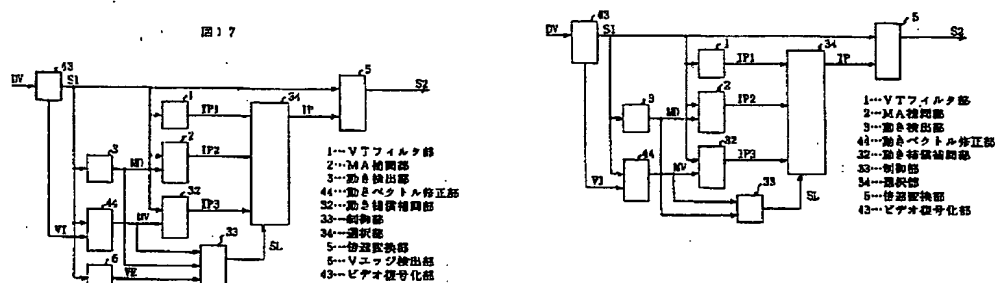 図17
43
DV
S1
1
IP1
34
IP
5
S2
2
IP2
3
MD
32
IP3
44
MV
VI
33
SL
6
VE
1…VTフィルタ部
2…MA補間部
3…動き検出部
44…動きベクトル修正部
32…動き補償補間部
33…制御部
34…選択部
5…倍速変換部
6…Vエッジ検出部
43…ビデオ復号化部
43
DV
S1
1
IP1
34
IP
5
S2
2
IP2
3
MD
32
IP3
44
MV
VI
33
SL
1…VTフィルタ部
2…MA補間部
3…動き検出部
44…動きベクトル修正部
32…動き補償補間部
33…制御部
34…選択部
5…倍速変換部
43…ビデオ復号化部